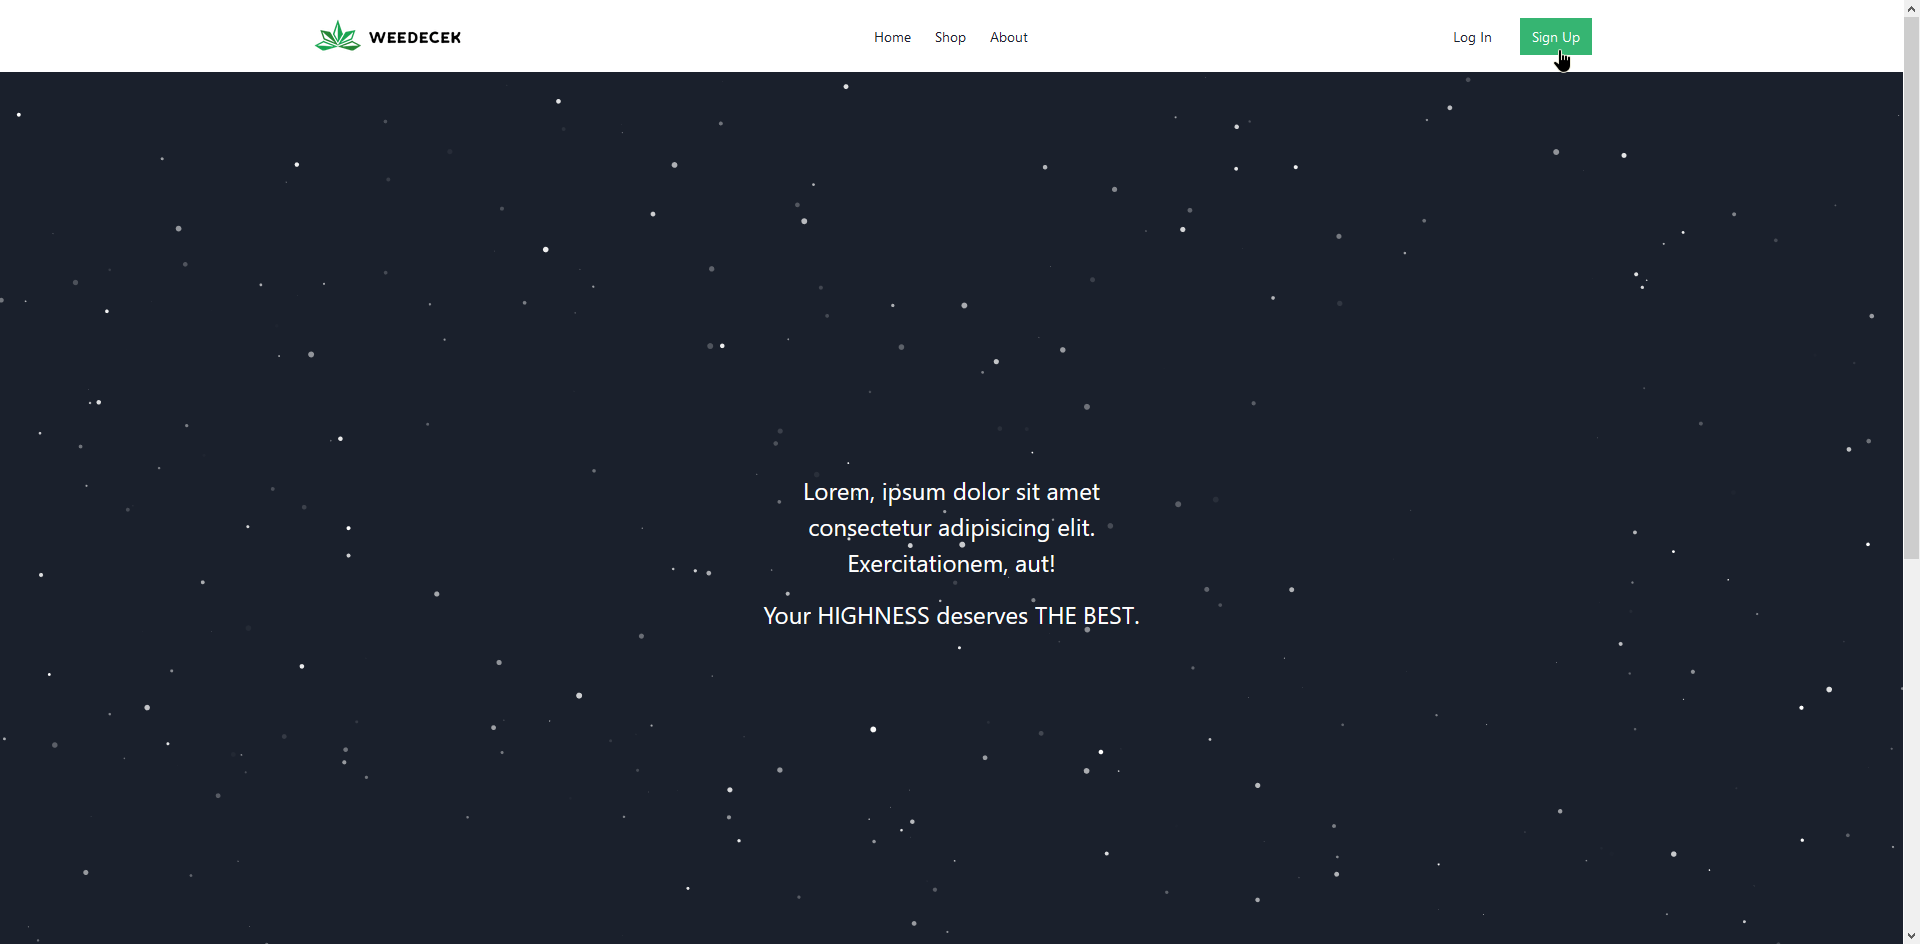 WEEDECEK
Home
Shop
About
Log In
Sign Up
Lorem, ipsum dolor sit amet
consectetur adipisicing elit.
Exercitationem, aut!
Your HIGHNESS deserves THE BEST.